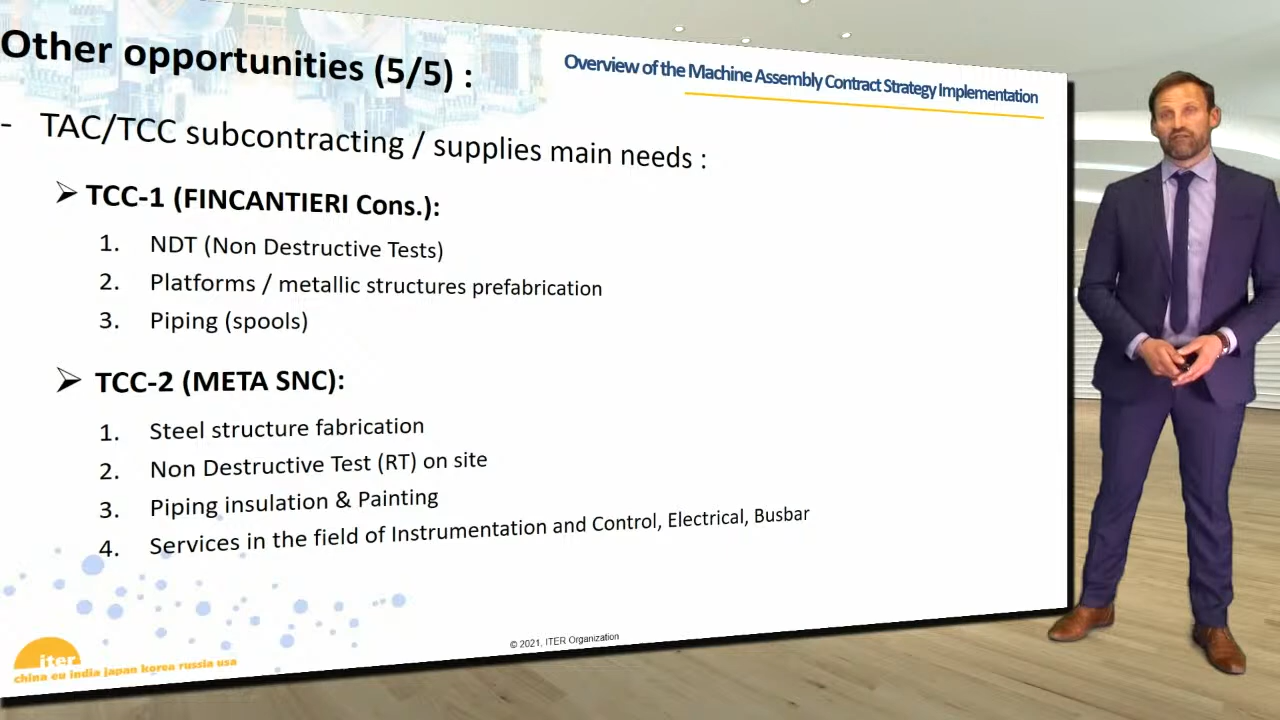 Other opportunities (5/5) :
Overview of the Machine Assembly Contract Strategy Implementation
- TAC/TCC subcontracting / supplies main needs :
➢ TCC-1 (FINCANTIERI Cons.):
1. NDT (Non Destructive Tests)
2. Platforms / metallic structures prefabrication
3. Piping (spools)
➢ TCC-2 (META SNC):
1. Steel structure fabrication
2. Non Destructive Test (RT) on site
3. Piping insulation & Painting
4. Services in the field of Instrumentation and Control, Electrical, Busbar
© 2021, ITER Organization
iter
china eu india japan korea russia usa